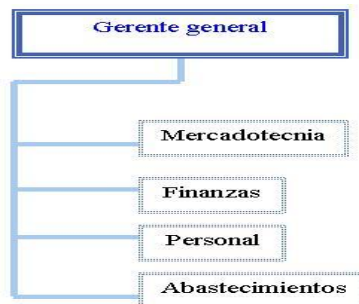 Gerente general
Mercadotecnia
Finanzas
Personal
Abastecimientos